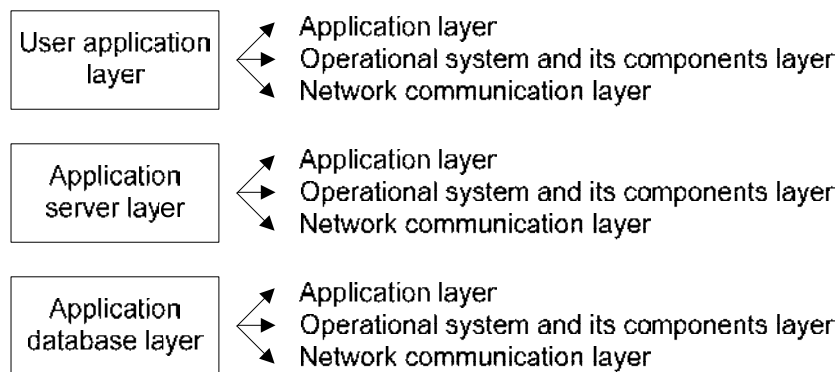 User application
layer
Application layer
Operational system and its components layer
Network communication layer
Application
server layer
Application layer
Operational system and its components layer
Network communication layer
Application
database layer
Application layer
Operational system and its components layer
Network communication layer